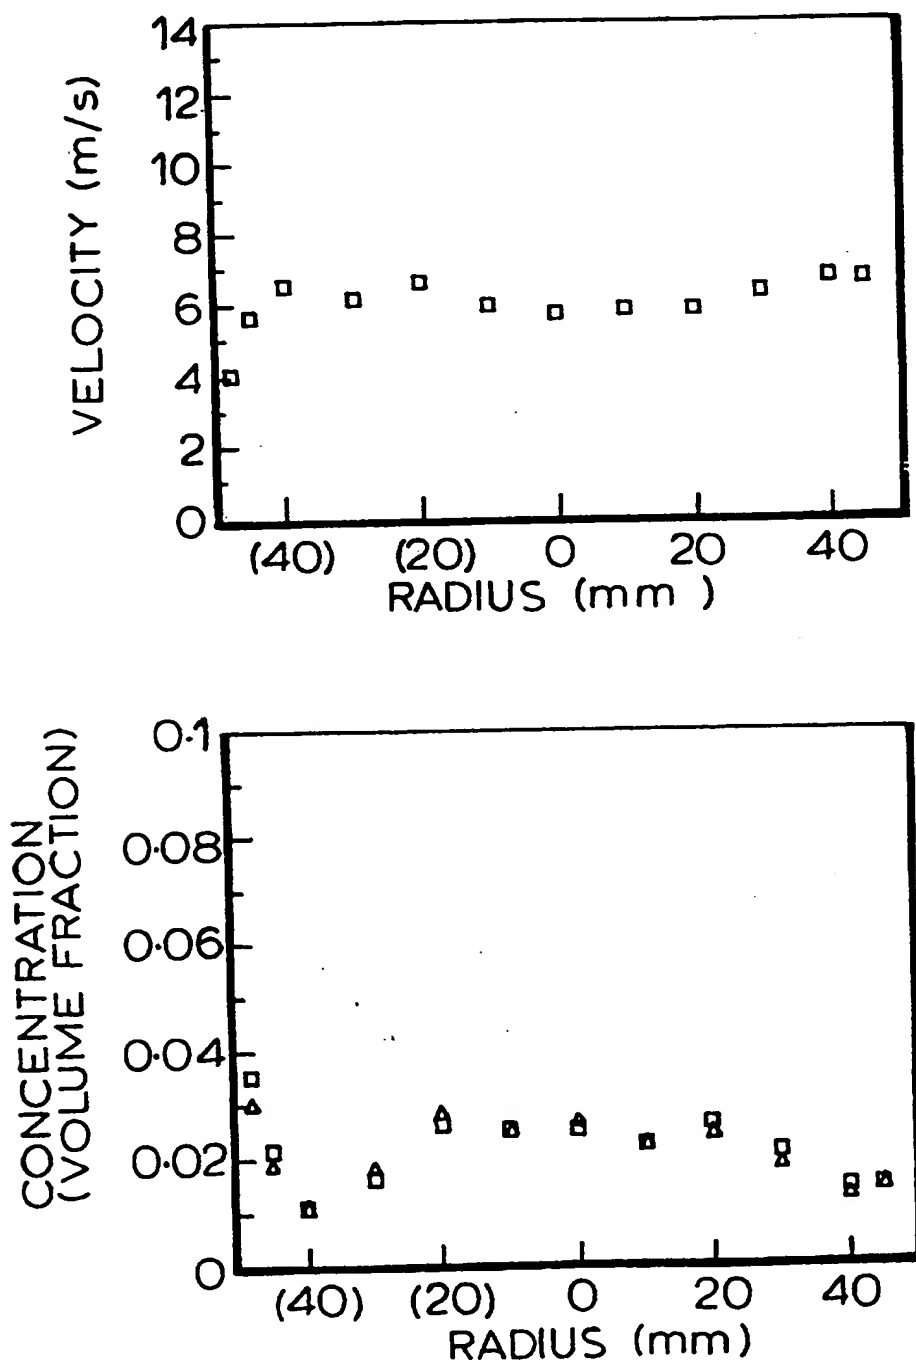 14
12
10
8
6
4
2
0
VELOCITY (m/s)
(40) (20) 0 20 40
RADIUS (mm )
0·1
0·08
0·06
0·04
0·02
0
CONCENTRATION
(VOLUME FRACTION)
(40) (20) 0 20 40
RADIUS (mm)